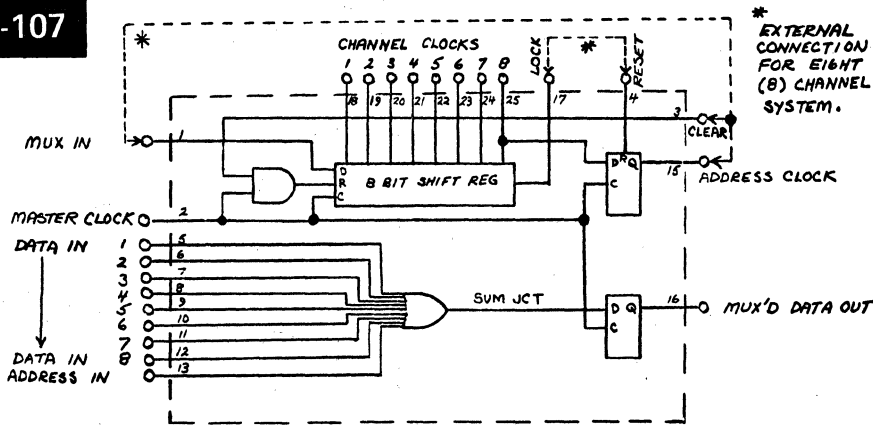 -107
*
EXTERNAL
CONNECTION
FOR EIGHT
(8) CHANNEL
SYSTEM.
*
CHANNEL CLOCKS
1 2 3 4 5 6 7 8
LOCK
*
RESET
18 19 20 21 22 23 24 25 17 4
3
CLEAR
MUX IN
1
D
R
C
8 BIT SHIFT REG
D R Q
C
15
ADDRESS CLOCK
MASTER CLOCK
2
DATA IN
1 5
2 6
3 7
4 8
5 9
6 10
7 11
DATA IN 8 12
ADDRESS IN 13
SUM JCT
D Q
C
16
MUX'D DATA OUT